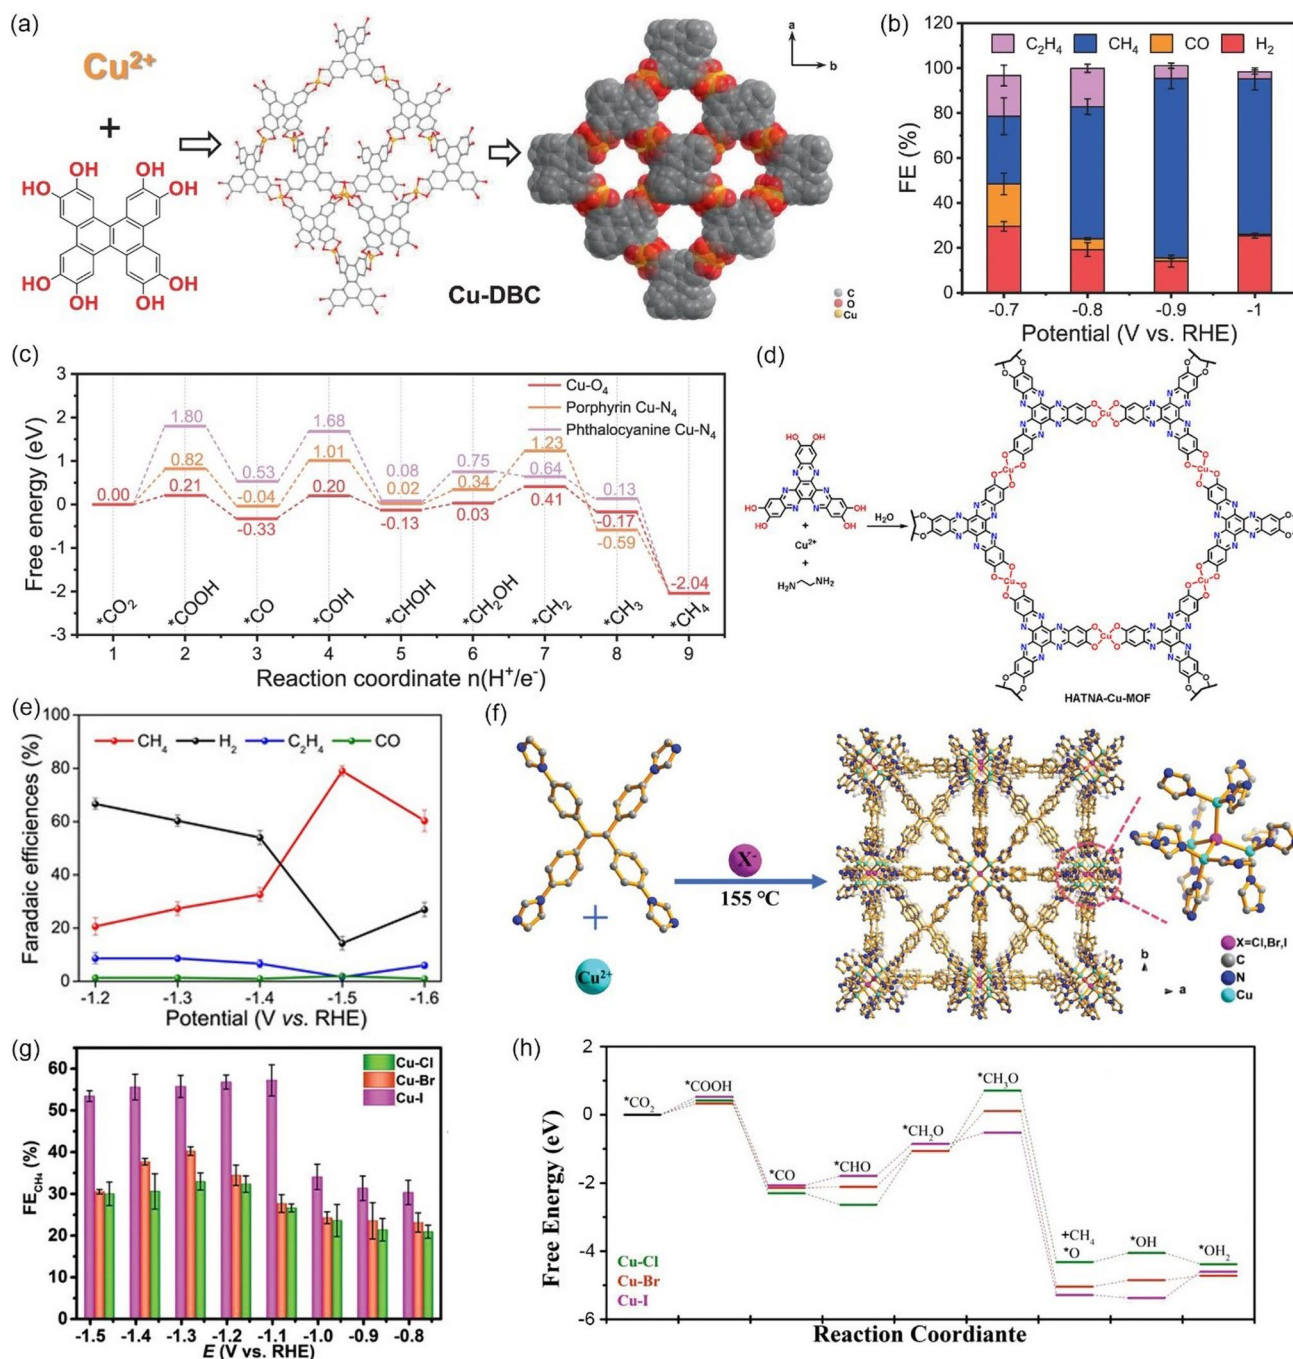 (a)
Cu2+
+
OH OH
HO OH
HO OH
OH OH
Cu-DBC
a
b
C
O
Cu
(b)
120
100
80
60
40
20
0
FE (%)
C2H4 CH4 CO H2
-0.7 -0.8 -0.9 -1
Potential (V vs. RHE)
(c)
3
2
1
0
-1
-2
-3
Free energy (eV)
Cu-O4
Porphyrin Cu-N4
Phthalocyanine Cu-N4
1.80 1.68
0.82 0.53 1.01 0.08 0.75 1.23
0.00 0.21 -0.04 0.20 0.02 0.34 0.64 0.13
-0.33 -0.13 0.03 0.41 -0.17
-0.59
-2.04
*CO2 *COOH *CO *COH *CHOH *CH2OH *CH2 *CH3 *CH4
1 2 3 4 5 6 7 8 9
Reaction coordinate n(H+/e-)
(d)
HO OH
HO OH
HO OH
+
Cu2+
+
H2N NH2
H2O
HATNA-Cu-MOF
(e)
100
80
60
40
20
0
Faradaic efficiences (%)
CH4 H2 C2H4 CO
-1.2 -1.3 -1.4 -1.5 -1.6
Potential (V vs. RHE)
(f)
+
Cu2+
X-
155 °C
b
a
X=Cl,Br,I
C
N
Cu
(g)
60
50
40
30
20
10
0
FECH4 (%)
Cu-Cl
Cu-Br
Cu-I
-1.5 -1.4 -1.3 -1.2 -1.1 -1.0 -0.9 -0.8
E (V vs. RHE)
(h)
2
0
-2
-4
-6
Free Energy (eV)
*CO2
*COOH
*CO
*CHO
*CH2O
*CH3O
+CH4
*O
*OH
*OH2
Cu-Cl
Cu-Br
Cu-I
Reaction Coordiante